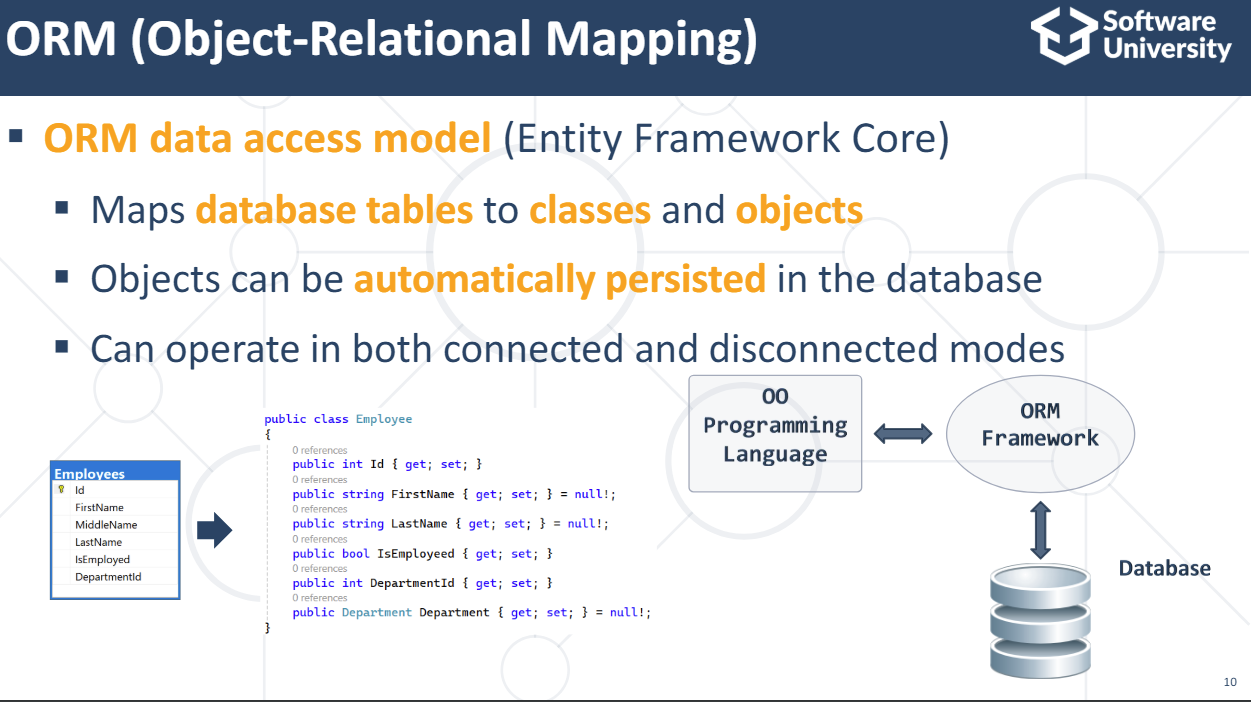 ORM (Object-Relational Mapping)
Software
University
ORM data access model (Entity Framework Core)
Maps database tables to classes and objects
Objects can be automatically persisted in the database
Can operate in both connected and disconnected modes
Employees
Id
FirstName
MiddleName
LastName
IsEmployed
DepartmentId
public class Employee
{
0 references
public int Id { get; set; }
0 references
public string FirstName { get; set; } = null!;
0 references
public string LastName { get; set; } = null!;
0 references
public bool IsEmployeed { get; set; }
0 references
public int DepartmentId { get; set; }
0 references
public Department Department { get; set; } = null!;
}
OO
Programming
Language
ORM
Framework
Database
10